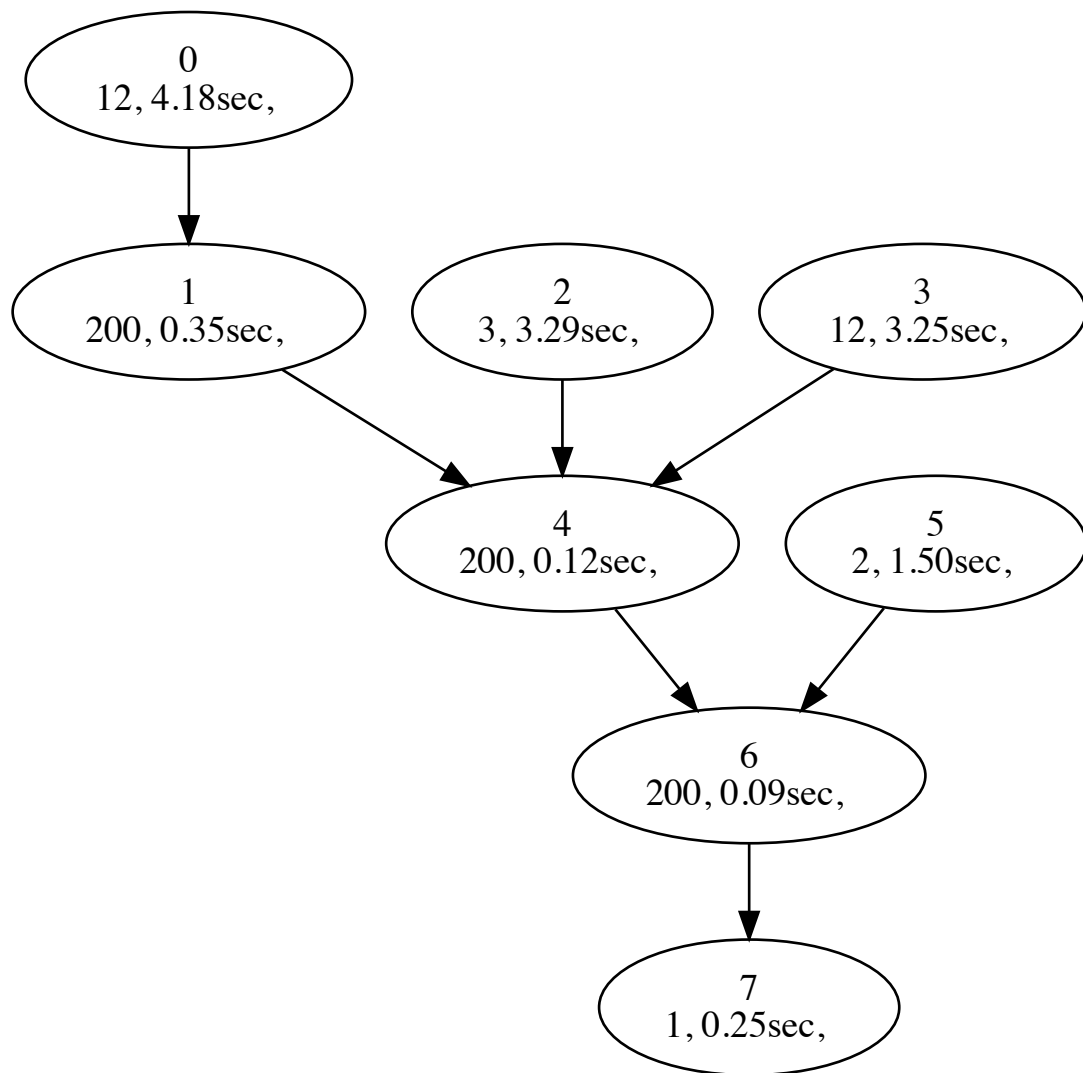 0
12, 4.18sec,
1
200, 0.35sec,
2
3, 3.29sec,
3
12, 3.25sec,
4
200, 0.12sec,
5
2, 1.50sec,
6
200, 0.09sec,
7
1, 0.25sec,